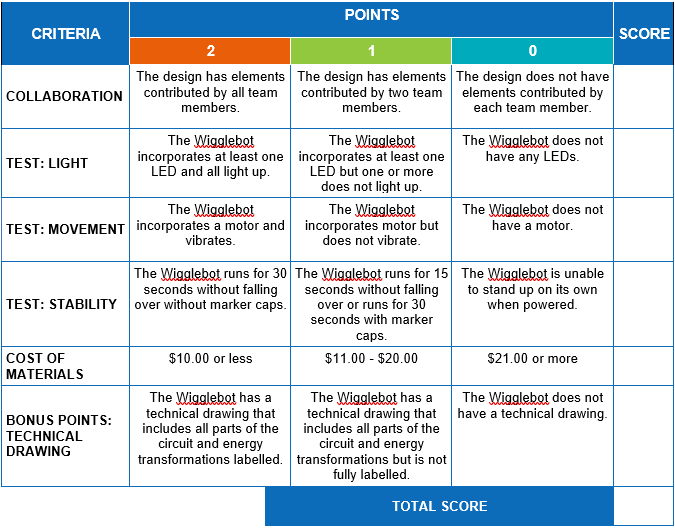 CRITERIA
POINTS
SCORE
2
1
0
COLLABORATION
The design has elements
contributed by all team
members.
The design has elements
contributed by two team
members.
The design does not have
elements contributed by
each team member.
TEST: LIGHT
The Wigglebot
incorporates at least one
LED and all light up.
The Wigglebot
incorporates at least one
LED but one or more
does not light up.
The Wigglebot does not
have any LEDs.
TEST: MOVEMENT
The Wigglebot
incorporates a motor and
vibrates.
The Wigglebot
incorporates motor but
does not vibrate.
The Wigglebot does not
have a motor.
TEST: STABILITY
The Wigglebot runs for 30
seconds without falling
over without marker caps.
The Wigglebot runs for 15
seconds without falling
over or runs for 30
seconds with marker
caps.
The Wigglebot is unable
to stand up on its own
when powered.
COST OF
MATERIALS
$10.00 or less
$11.00 - $20.00
$21.00 or more
BONUS POINTS:
TECHNICAL
DRAWING
The Wigglebot has a
technical drawing that
includes all parts of the
circuit and energy
transformations labelled.
The Wigglebot has a
technical drawing that
includes all parts of the
circuit and energy
transformations but is not
fully labelled.
The Wigglebot does not
have a technical drawing.
TOTAL SCORE